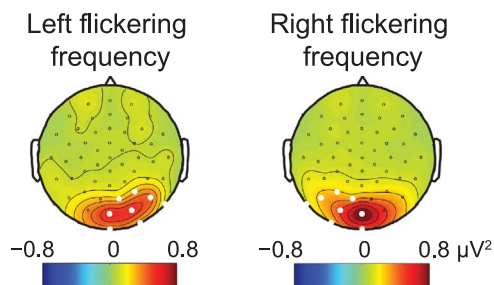 Left flickering
frequency
Right flickering
frequency
−0.8 0 0.8
−0.8 0 0.8 μV²